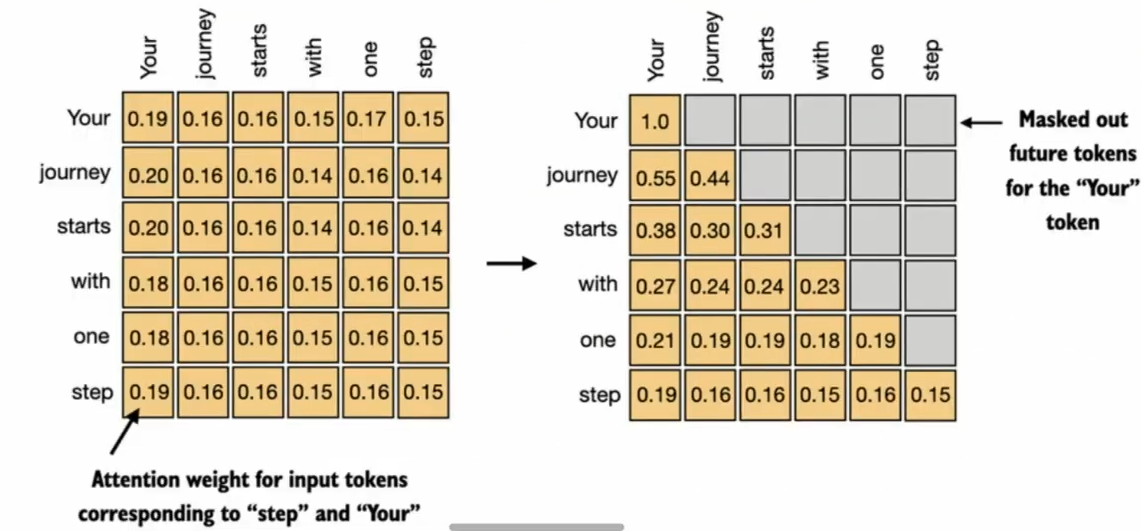 Your journey starts with one step
Your 0.19 0.16 0.16 0.15 0.17 0.15
journey 0.20 0.16 0.16 0.14 0.16 0.14
starts 0.20 0.16 0.16 0.14 0.16 0.14
with 0.18 0.16 0.16 0.15 0.16 0.15
one 0.18 0.16 0.16 0.15 0.16 0.15
step 0.19 0.16 0.16 0.15 0.16 0.15
Attention weight for input tokens
corresponding to “step” and “Your”
Your journey starts with one step
Your 1.0
journey 0.55 0.44
starts 0.38 0.30 0.31
with 0.27 0.24 0.24 0.23
one 0.21 0.19 0.19 0.18 0.19
step 0.19 0.16 0.16 0.15 0.16 0.15
Masked out
future tokens
for the “Your”
token